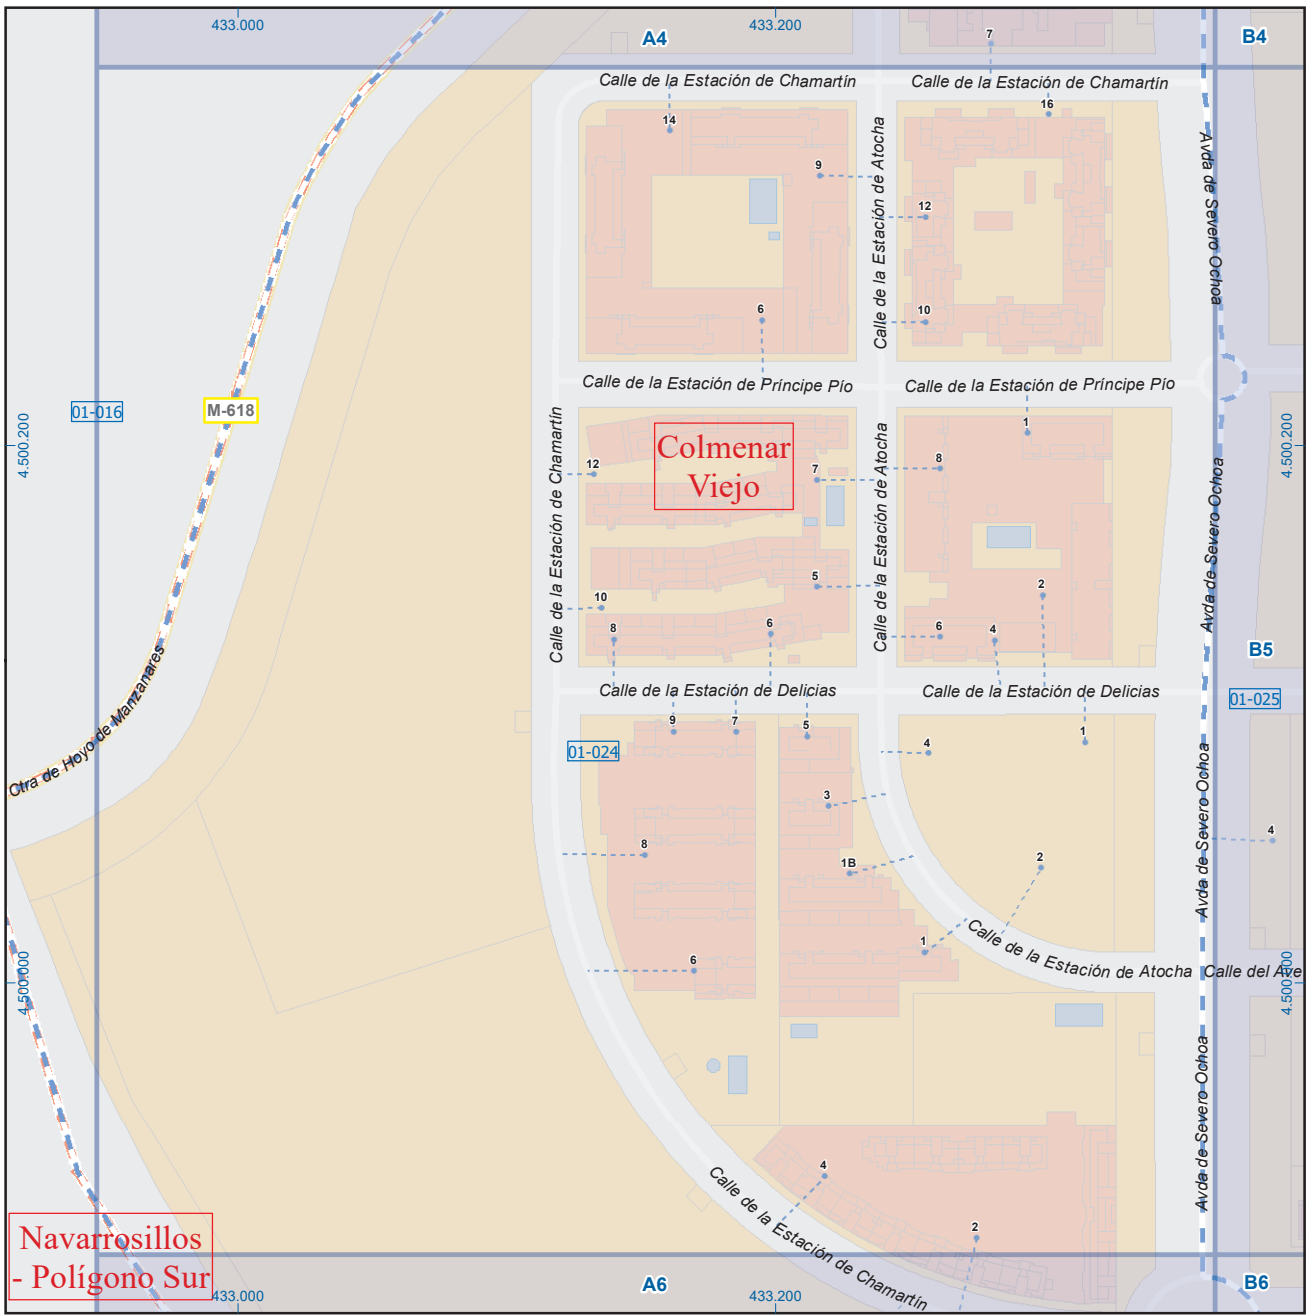 433.000
433.200
A4
B4
7
Calle de la Estación de Chamartín
Calle de la Estación de Chamartín
16
14
9
Calle de la Estación de Atocha
12
10
6
Avda de Severo Ochoa
Calle de la Estación de Príncipe Pío
Calle de la Estación de Príncipe Pío
01-016
M-618
4.500.200
4.500.200
Calle de la Estación de Chamartín
Colmenar
Viejo
12
7
Calle de la Estación de Atocha
1
8
Avda de Severo Ochoa
5
10
8
6
2
6
4
B5
Ctra de Hoyo de Manzanares
Calle de la Estación de Delicias
Calle de la Estación de Delicias
01-025
9
7
5
01-024
4
1
3
Avda de Severo Ochoa
4
8
1B
2
1
6
Calle de la Estación de Atocha
Calle del Ave
4.500.000
4.500.000
Avda de Severo Ochoa
4
Calle de la Estación de Chamartín
2
Navarrosillos
- Polígono Sur
433.000
A6
433.200
B6